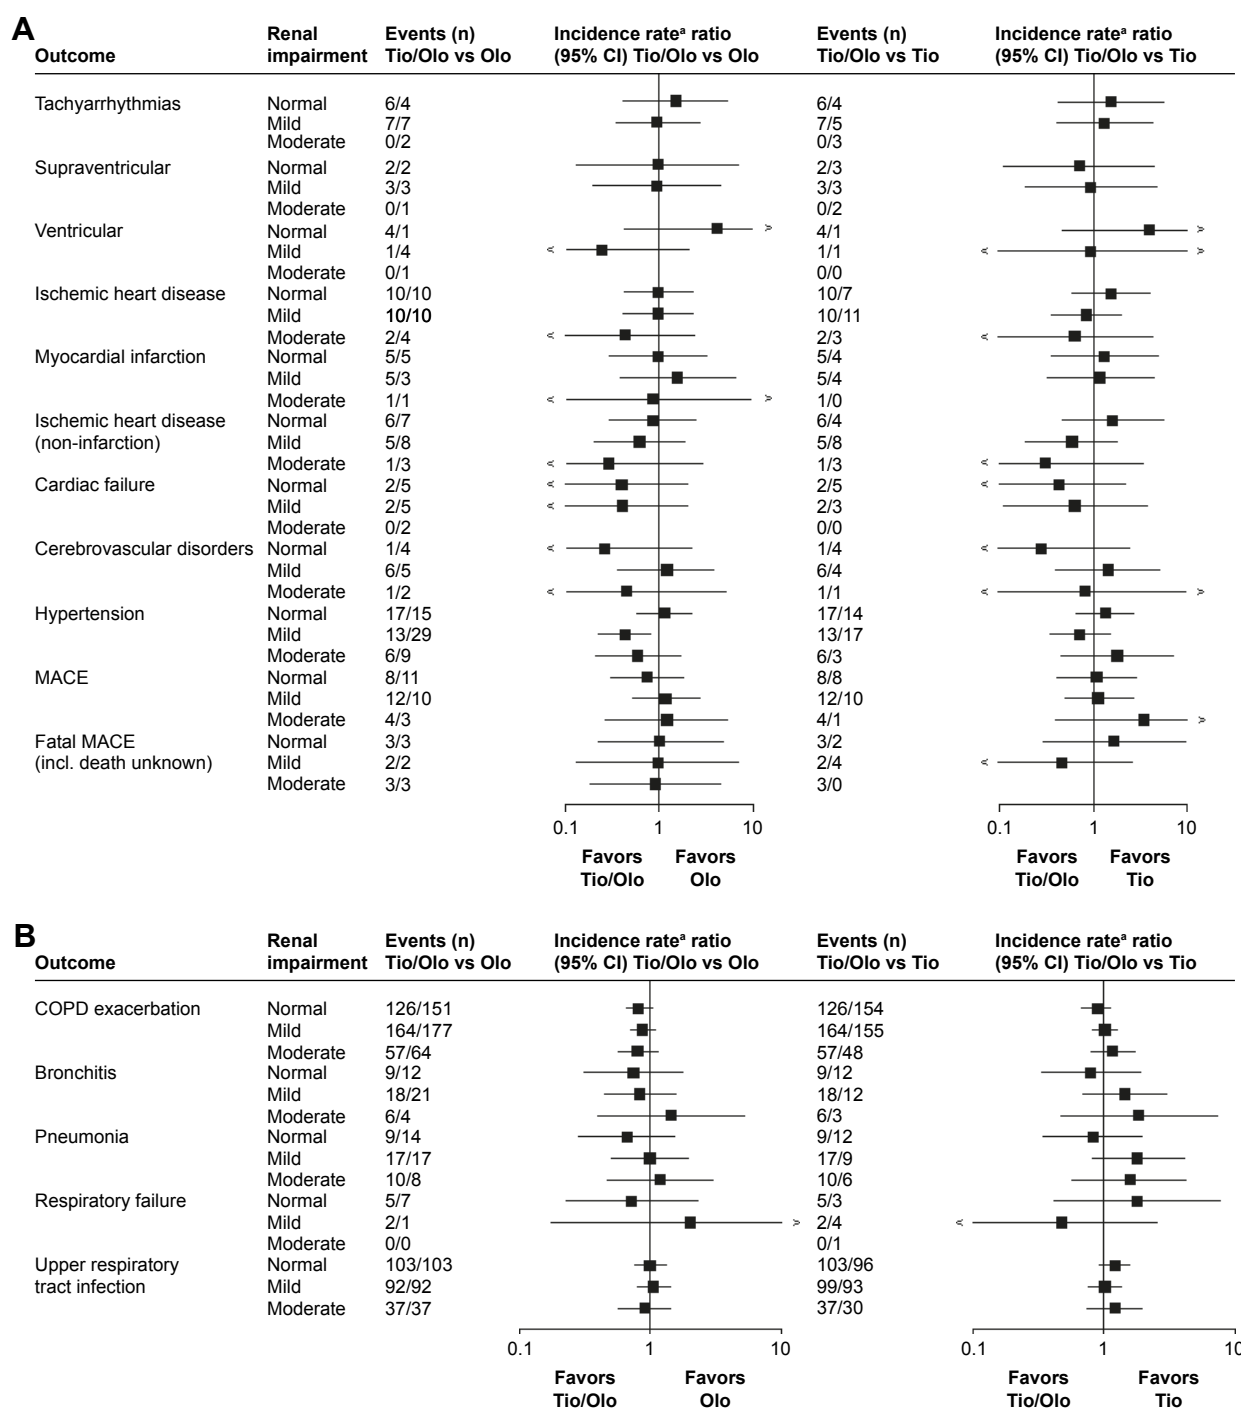 A
Outcome Renal impairment Events (n) Tio/Olo vs Olo Incidence rateᵃ ratio (95% CI) Tio/Olo vs Olo Events (n) Tio/Olo vs Tio Incidence rateᵃ ratio (95% CI) Tio/Olo vs Tio
Tachyarrhythmias Normal 6/4 6/4
Mild 7/7 7/5
Moderate 0/2 0/3
Supraventricular Normal 2/2 2/3
Mild 3/3 3/3
Moderate 0/1 0/2
Ventricular Normal 4/1 4/1
Mild 1/4 1/1
Moderate 0/1 0/0
Ischemic heart disease Normal 10/10 10/7
Mild 10/10 10/11
Moderate 2/4 2/3
Myocardial infarction Normal 5/5 5/4
Mild 5/3 5/4
Moderate 1/1 1/0
Ischemic heart disease Normal 6/7 6/4
(non-infarction) Mild 5/8 5/8
Moderate 1/3 1/3
Cardiac failure Normal 2/5 2/5
Mild 2/5 2/3
Moderate 0/2 0/0
Cerebrovascular disorders Normal 1/4 1/4
Mild 6/5 6/4
Moderate 1/2 1/1
Hypertension Normal 17/15 17/14
Mild 13/29 13/17
Moderate 6/9 6/3
MACE Normal 8/11 8/8
Mild 12/10 12/10
Moderate 4/3 4/1
Fatal MACE Normal 3/3 3/2
(incl. death unknown) Mild 2/2 2/4
Moderate 3/3 3/0
0.1 1 10 0.1 1 10
Favors Favors Favors Favors
Tio/Olo Olo Tio/Olo Tio
B
Outcome Renal impairment Events (n) Tio/Olo vs Olo Incidence rateᵃ ratio (95% CI) Tio/Olo vs Olo Events (n) Tio/Olo vs Tio Incidence rateᵃ ratio (95% CI) Tio/Olo vs Tio
COPD exacerbation Normal 126/151 126/154
Mild 164/177 164/155
Moderate 57/64 57/48
Bronchitis Normal 9/12 9/12
Mild 18/21 18/12
Moderate 6/4 6/3
Pneumonia Normal 9/14 9/12
Mild 17/17 17/9
Moderate 10/8 10/6
Respiratory failure Normal 5/7 5/3
Mild 2/1 2/4
Moderate 0/0 0/1
Upper respiratory Normal 103/103 103/96
tract infection Mild 92/92 99/93
Moderate 37/37 37/30
0.1 1 10 0.1 1 10
Favors Favors Favors Favors
Tio/Olo Olo Tio/Olo Tio